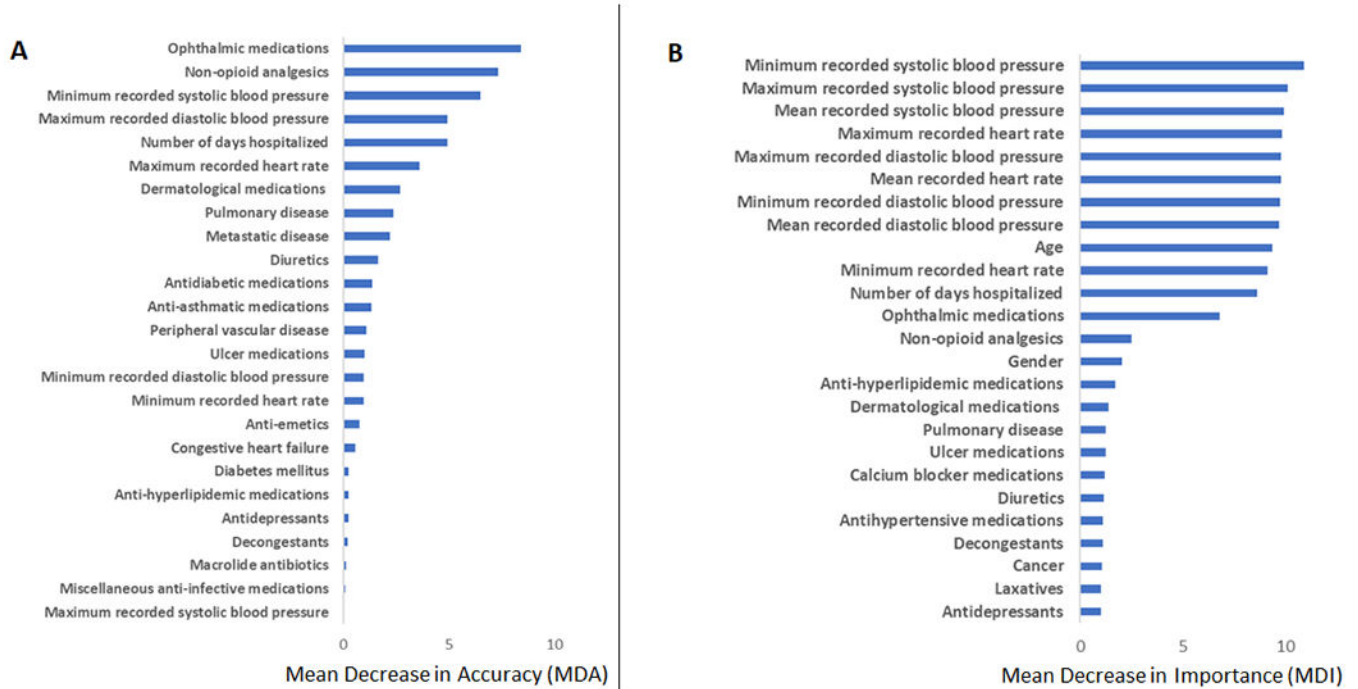 A
Ophthalmic medications
Non-opioid analgesics
Minimum recorded systolic blood pressure
Maximum recorded diastolic blood pressure
Number of days hospitalized
Maximum recorded heart rate
Dermatological medications
Pulmonary disease
Metastatic disease
Diuretics
Antidiabetic medications
Anti-asthmatic medications
Peripheral vascular disease
Ulcer medications
Minimum recorded diastolic blood pressure
Minimum recorded heart rate
Anti-emetics
Congestive heart failure
Diabetes mellitus
Anti-hyperlipidemic medications
Antidepressants
Decongestants
Macrolide antibiotics
Miscellaneous anti-infective medications
Maximum recorded systolic blood pressure
0 5 10
Mean Decrease in Accuracy (MDA)
B
Minimum recorded systolic blood pressure
Maximum recorded systolic blood pressure
Mean recorded systolic blood pressure
Maximum recorded heart rate
Maximum recorded diastolic blood pressure
Mean recorded heart rate
Minimum recorded diastolic blood pressure
Mean recorded diastolic blood pressure
Age
Minimum recorded heart rate
Number of days hospitalized
Ophthalmic medications
Non-opioid analgesics
Gender
Anti-hyperlipidemic medications
Dermatological medications
Pulmonary disease
Ulcer medications
Calcium blocker medications
Diuretics
Antihypertensive medications
Decongestants
Cancer
Laxatives
Antidepressants
0 5 10
Mean Decrease in Importance (MDI)